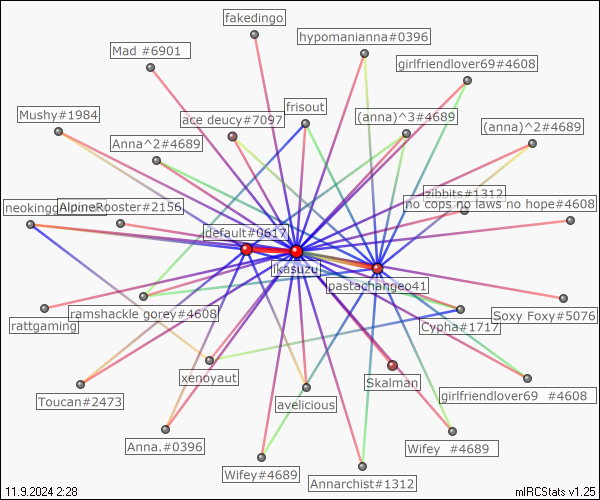 fakedingo
hypomanianna#0396
Mad #6901
girlfriendlover69#4608
Mushy#1984
ace deucy#7097
frisout
(anna)^3#4689
(anna)^2#4689
Anna^2#4689
zibbits#1312
no cops no laws no hope#4608
AlpineRooster#2156
default#0617
ikasuzu
pastachangeo41
rattgaming
ramshackle gorey#4608
Cypha#1717
Soxy Foxy#5076
xenoyaut
Skalman
Toucan#2473
avelicious
girlfriendlover69 #4608
Anna.#0396
Wifey #4689
Wifey#4689
Annarchist#1312
11.9.2024 2:28
mIRCStats v1.25